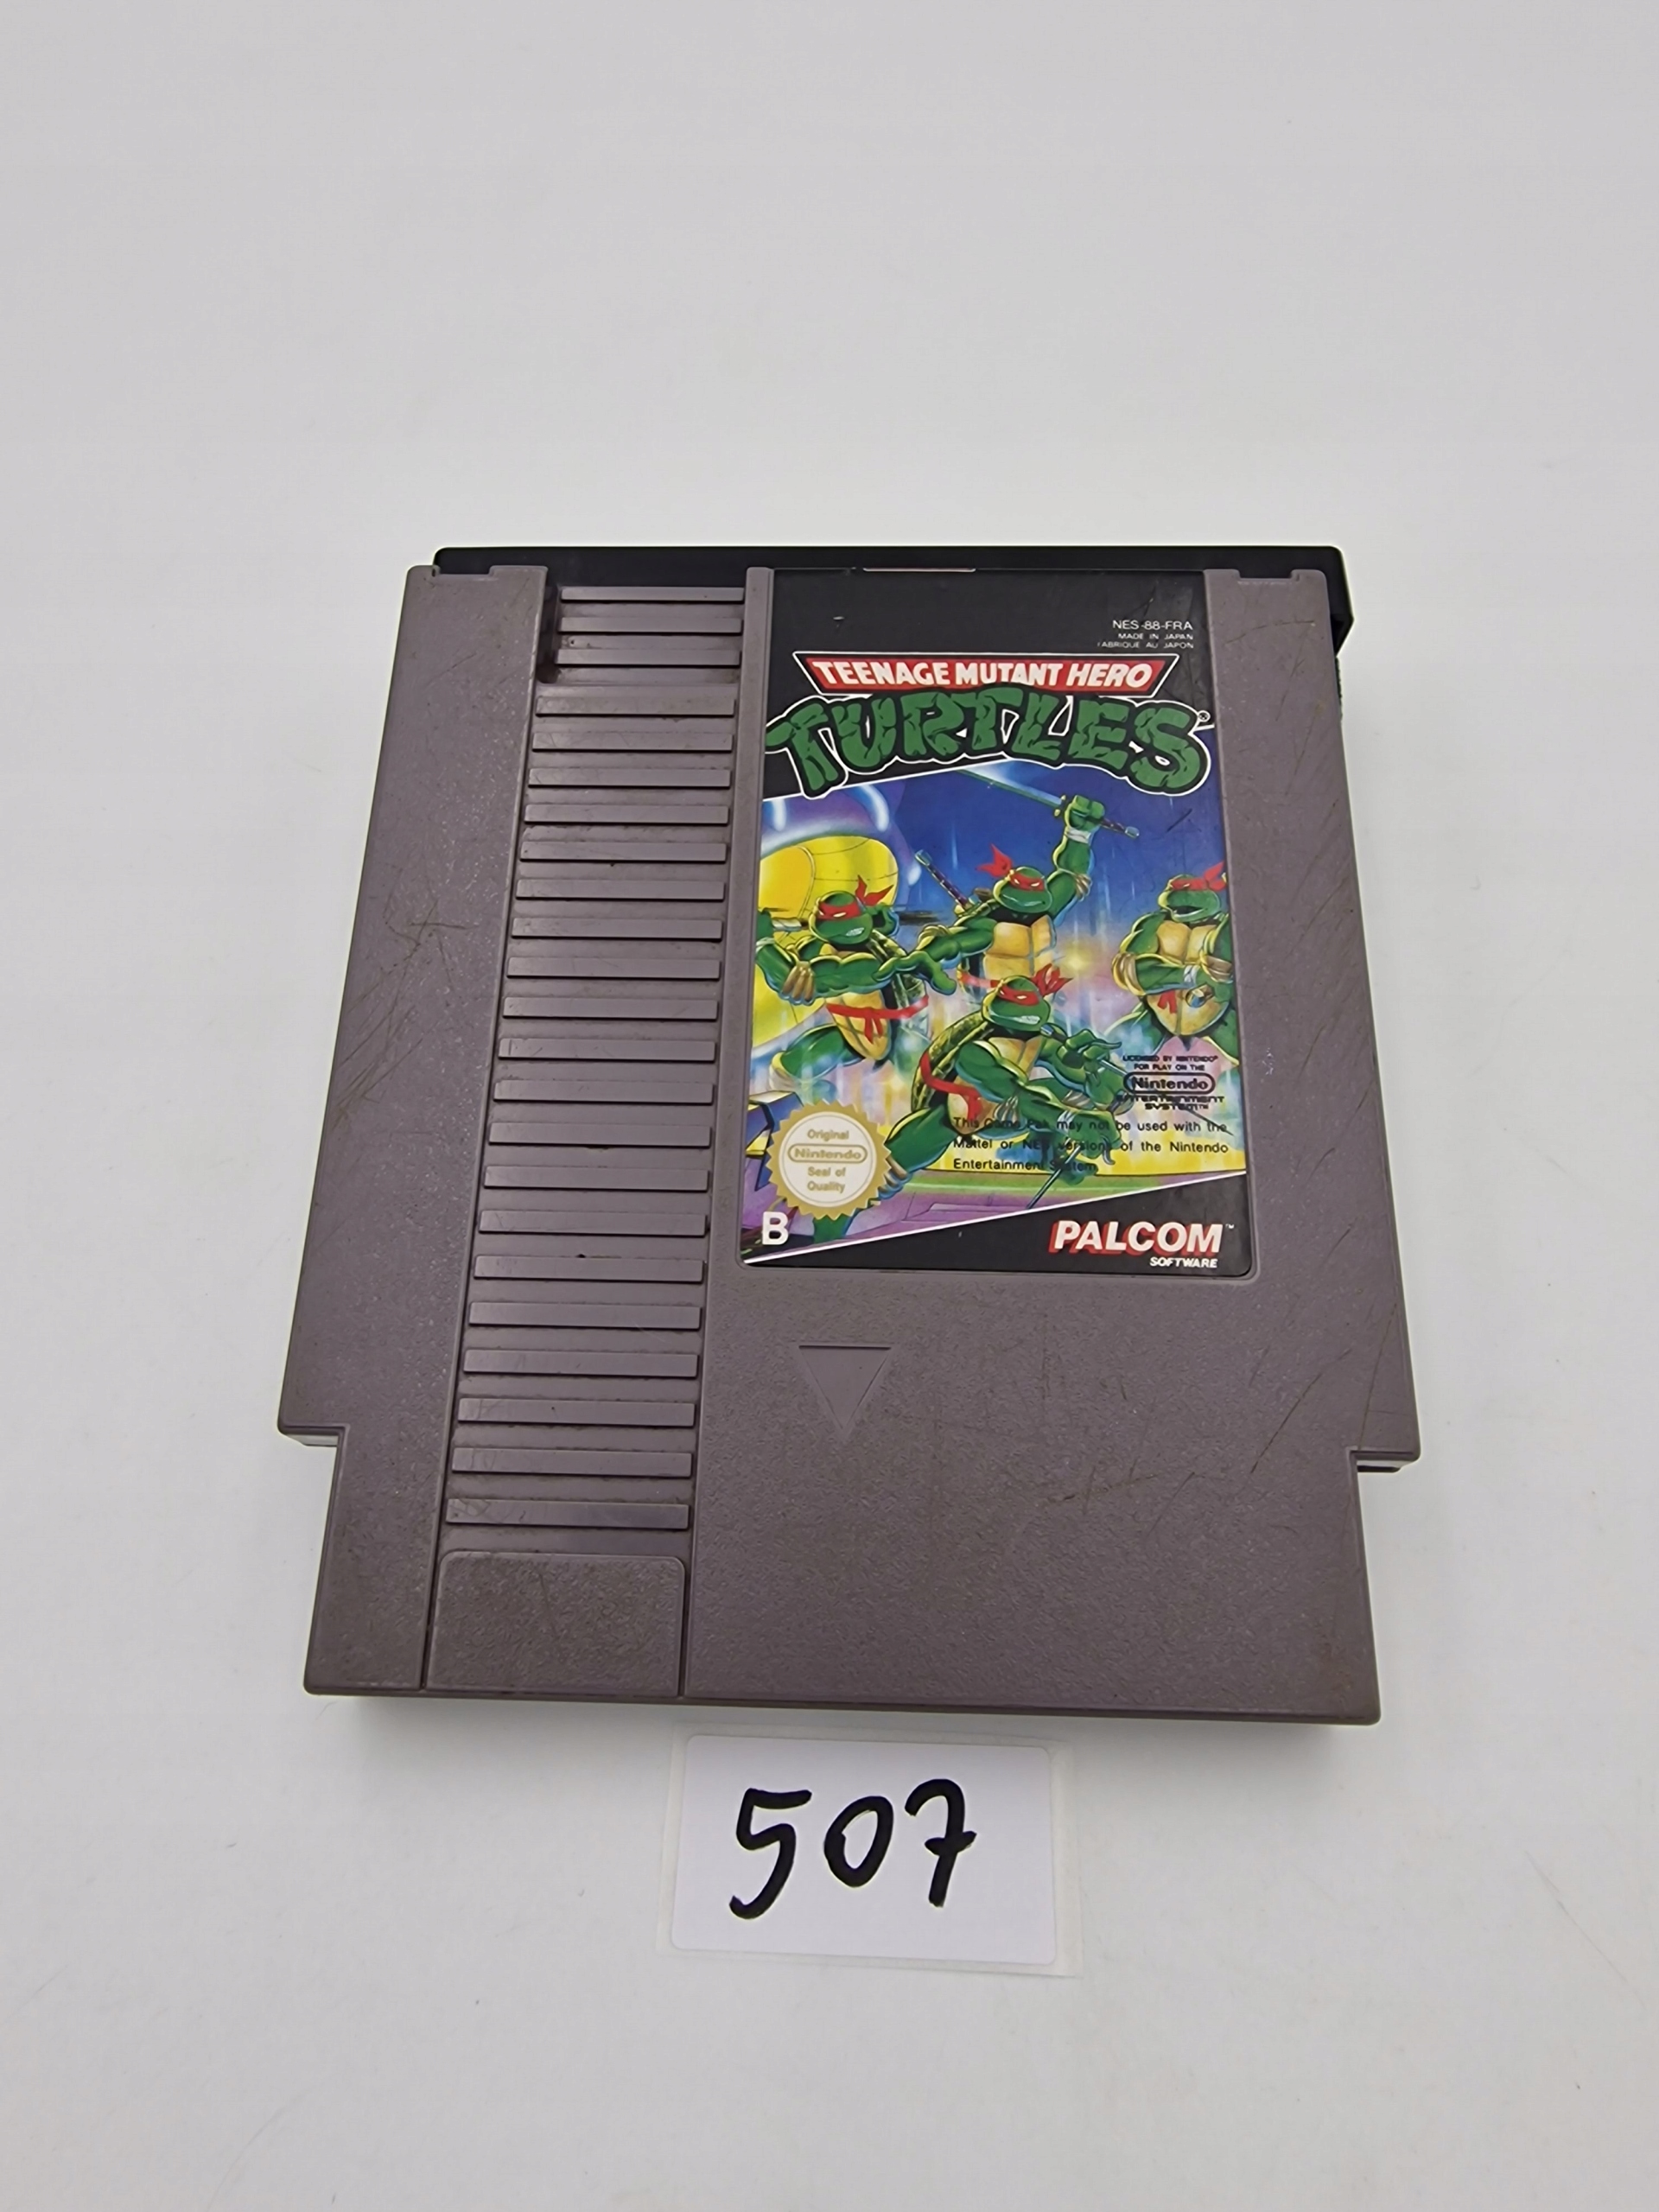 NES-88-FRA
MADE IN JAPAN
FABRIQUE AU JAPON
TEENAGE MUTANT HERO
TURTLES®
LICENSED BY NINTENDO®
FOR PLAY ON THE
Nintendo
ENTERTAINMENT
SYSTEM™
This Game Pak may not be used with the
Mattel or NES versions of the Nintendo
Entertainment System.
Original
Nintendo
Seal of
Quality
B
PALCOM™
SOFTWARE
507